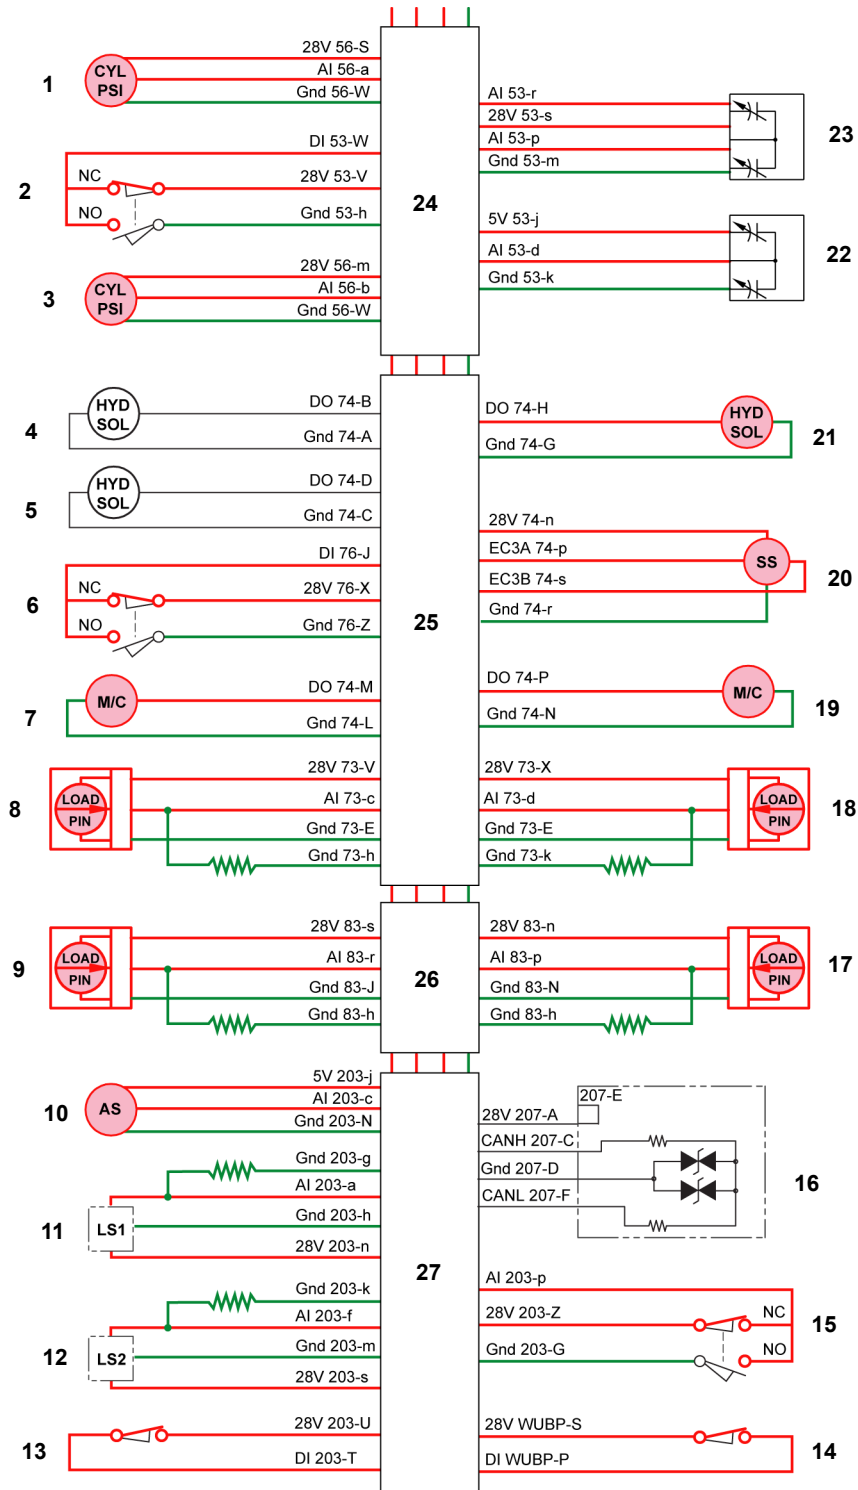 1
CYL
PSI
28V 56-S
AI 56-a
Gnd 56-W
2
DI 53-W
NC
28V 53-V
NO
Gnd 53-h
3
CYL
PSI
28V 56-m
AI 56-b
Gnd 56-W
24
AI 53-r
28V 53-s
AI 53-p
Gnd 53-m
23
5V 53-j
AI 53-d
Gnd 53-k
22
4
HYD
SOL
DO 74-B
Gnd 74-A
5
HYD
SOL
DO 74-D
Gnd 74-C
6
DI 76-J
NC
28V 76-X
NO
Gnd 76-Z
7
M/C
DO 74-M
Gnd 74-L
8
LOAD
PIN
28V 73-V
AI 73-c
Gnd 73-E
Gnd 73-h
25
DO 74-H
Gnd 74-G
HYD
SOL
21
28V 74-n
EC3A 74-p
EC3B 74-s
Gnd 74-r
SS
20
DO 74-P
Gnd 74-N
M/C
19
28V 73-X
AI 73-d
Gnd 73-E
Gnd 73-k
LOAD
PIN
18
9
LOAD
PIN
28V 83-s
AI 83-r
Gnd 83-J
Gnd 83-h
26
28V 83-n
AI 83-p
Gnd 83-N
Gnd 83-h
LOAD
PIN
17
10
AS
5V 203-j
AI 203-c
Gnd 203-N
11
LS1
Gnd 203-g
AI 203-a
Gnd 203-h
28V 203-n
12
LS2
Gnd 203-k
AI 203-f
Gnd 203-m
28V 203-s
13
28V 203-U
DI 203-T
27
207-E
28V 207-A
CANH 207-C
Gnd 207-D
CANL 207-F
16
AI 203-p
28V 203-Z
NC
Gnd 203-G
NO
15
28V WUBP-S
DI WUBP-P
14